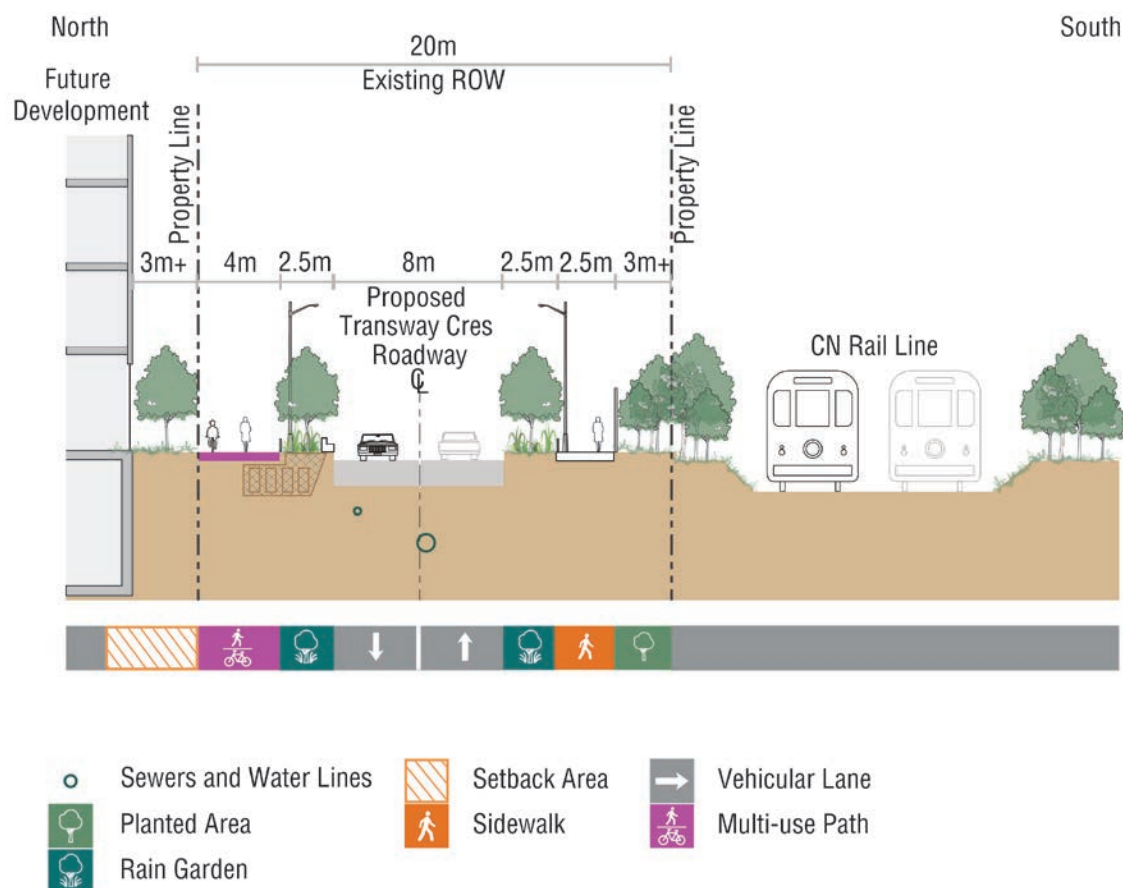 North
South
20m
Existing ROW
Future
Development
Property Line
Property Line
3m+
4m
2.5m
8m
2.5m
2.5m
3m+
Proposed
Transway Cres
Roadway
℄
CN Rail Line
Sewers and Water Lines
Setback Area
Vehicular Lane
Planted Area
Sidewalk
Multi-use Path
Rain Garden